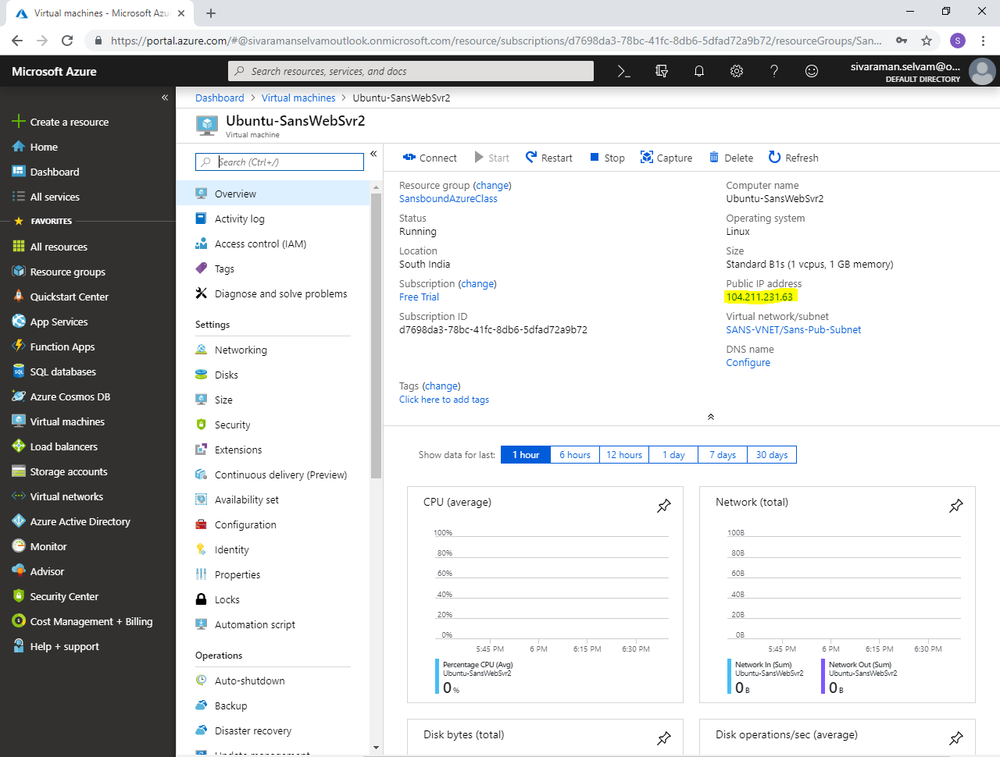 Virtual machines - Microsoft Azu
https://portal.azure.com/#@sivaramanselvamoutlook.onmicrosoft.com/resource/subscriptions/d7698da3-78bc-41fc-8db6-5dfad72a9b72/resourceGroups/San...
S
Microsoft Azure
Search resources, services, and docs
sivaraman.selvam@o...
DEFAULT DIRECTORY
Create a resource
Home
Dashboard
All services
FAVORITES
All resources
Resource groups
Quickstart Center
App Services
Function Apps
SQL databases
Azure Cosmos DB
Virtual machines
Load balancers
Storage accounts
Virtual networks
Azure Active Directory
Monitor
Advisor
Security Center
Cost Management + Billing
Help + support
Dashboard > Virtual machines > Ubuntu-SansWebSvr2
Ubuntu-SansWebSvr2
Virtual machine
Search (Ctrl+/)
Overview
Activity log
Access control (IAM)
Tags
Diagnose and solve problems
Settings
Networking
Disks
Size
Security
Extensions
Continuous delivery (Preview)
Availability set
Configuration
Identity
Properties
Locks
Automation script
Operations
Auto-shutdown
Backup
Disaster recovery
Update management
Connect Start Restart Stop Capture Delete Refresh
Resource group (change)
SansboundAzureClass
Status
Running
Location
South India
Subscription (change)
Free Trial
Subscription ID
d7698da3-78bc-41fc-8db6-5dfad72a9b72
Computer name
Ubuntu-SansWebSvr2
Operating system
Linux
Size
Standard B1s (1 vcpus, 1 GB memory)
Public IP address
104.211.231.63
Virtual network/subnet
SANS-VNET/Sans-Pub-Subnet
DNS name
Configure
Tags (change)
Click here to add tags
Show data for last: 1 hour 6 hours 12 hours 1 day 7 days 30 days
CPU (average)
100%
80%
60%
40%
20%
0%
5:45 PM 6 PM 6:15 PM 6:30 PM
Percentage CPU (Avg)
Ubuntu-SansWebSvr2
0 %
Network (total)
100B
80B
60B
40B
20B
0B
5:45 PM 6 PM 6:15 PM 6:30 PM
Network In (Sum)
Ubuntu-SansWebSvr2
0 B
Network Out (Sum)
Ubuntu-SansWebSvr2
0 B
Disk bytes (total)
Disk operations/sec (average)